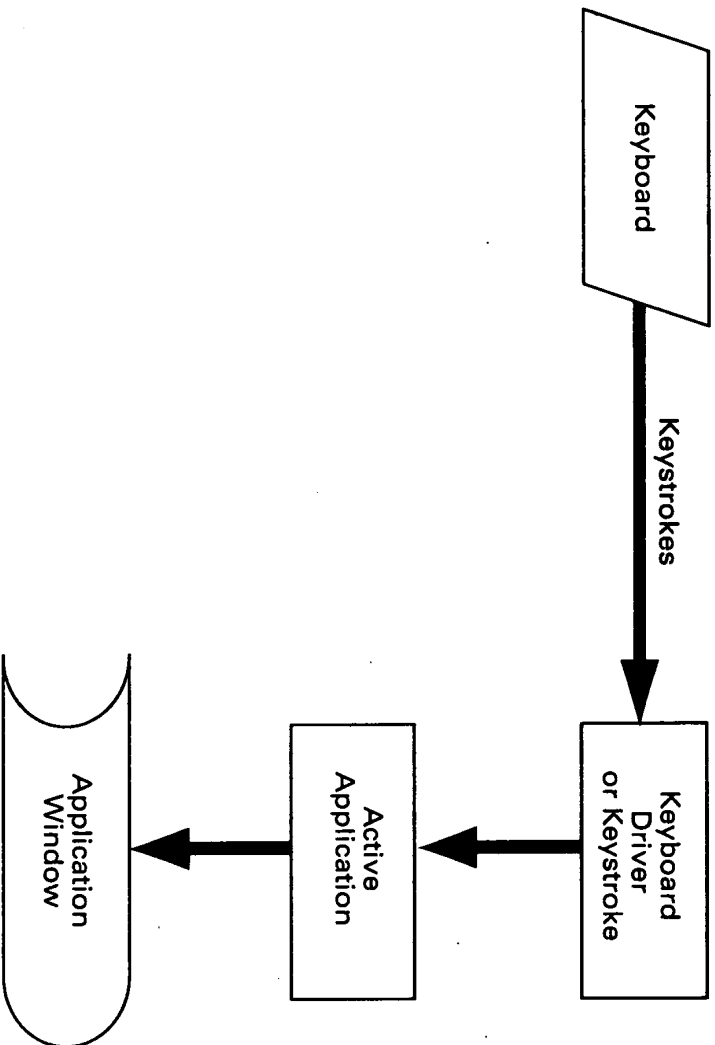 Keyboard
Keystrokes
Keyboard
Driver
or Keystroke
Active
Application
Application
Window